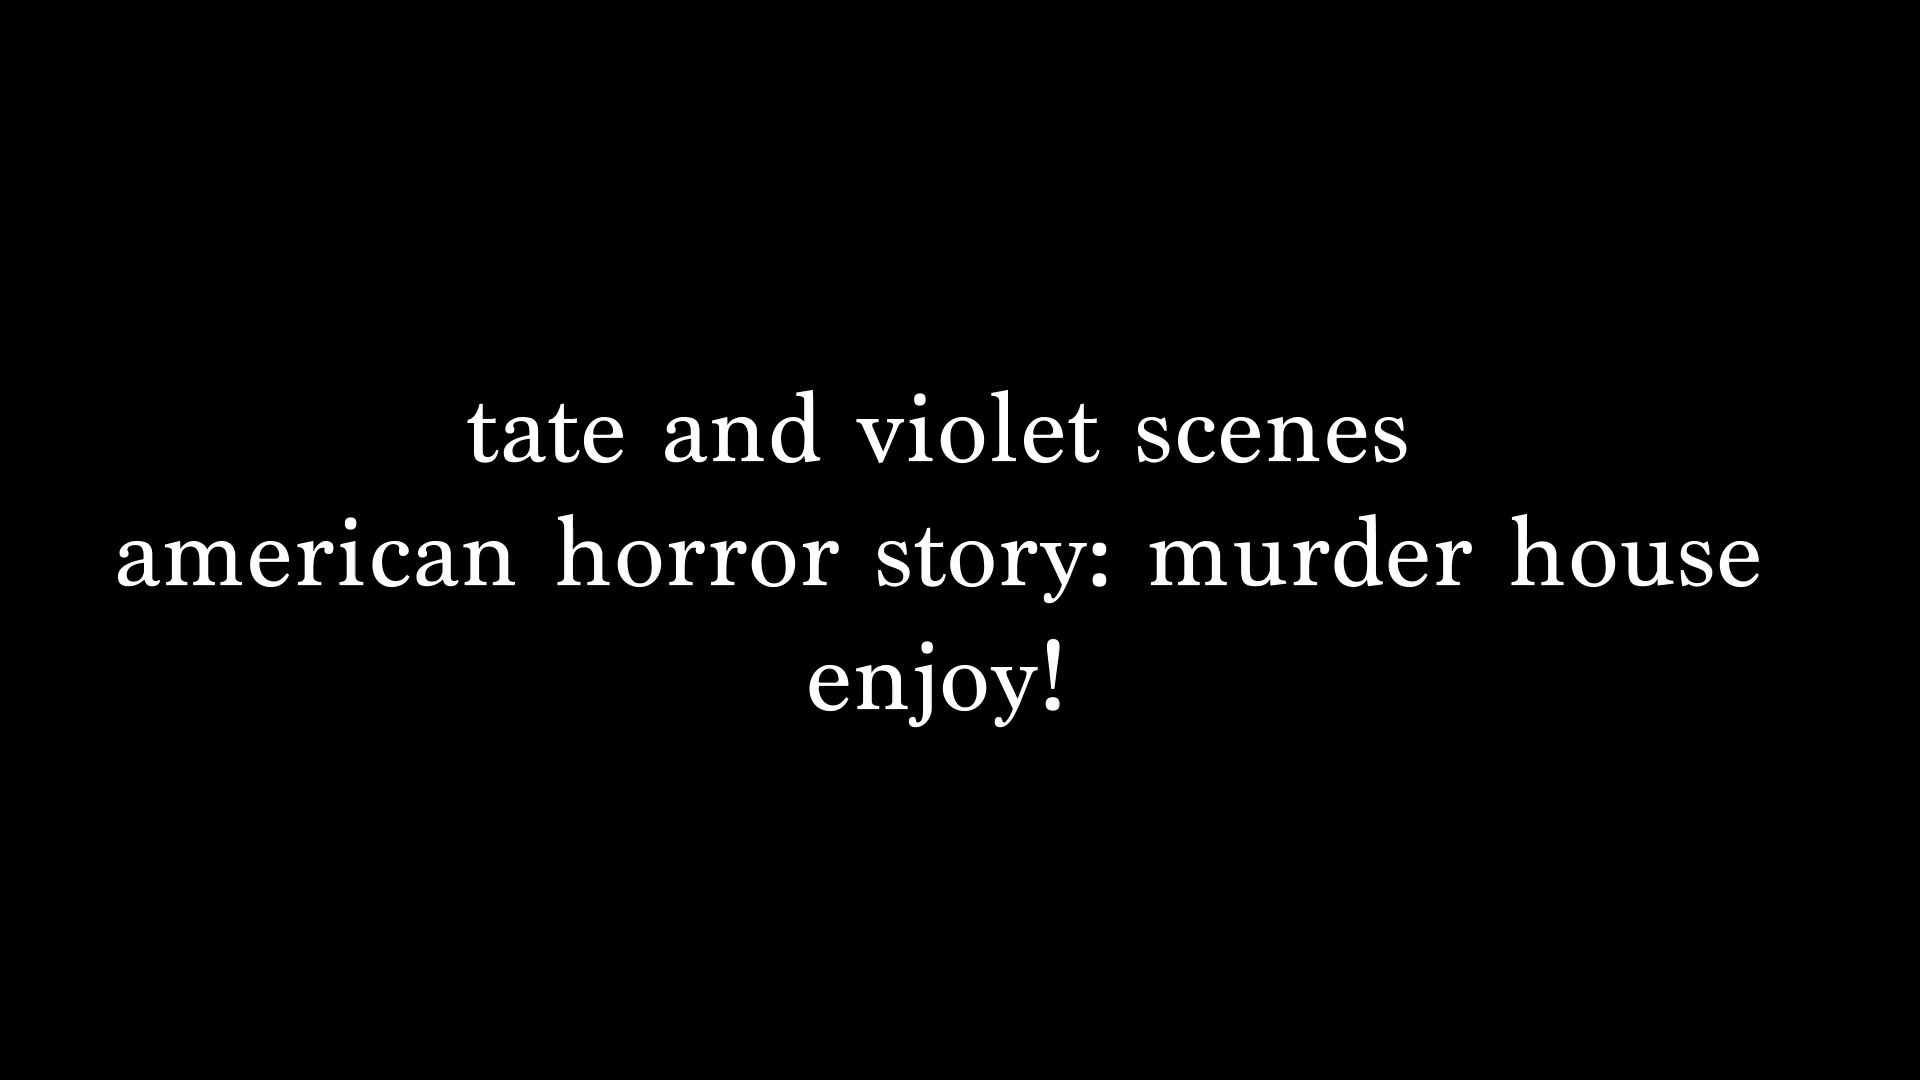 tate and violet scenes
american horror story: murder house
enjoy!